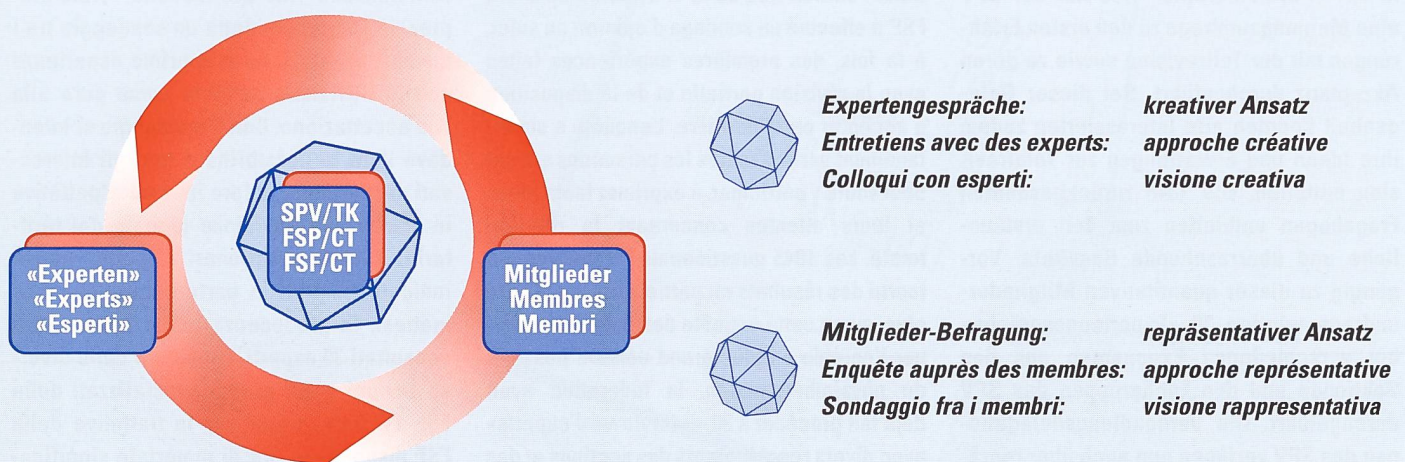 SPV/TK
FSP/CT
FSF/CT
«Experten»
«Experts»
«Esperti»
Mitglieder
Membres
Membri
Expertengespräche: kreativer Ansatz
Entretiens avec des experts: approche créative
Colloqui con esperti: visione creativa
Mitglieder-Befragung: repräsentativer Ansatz
Enquête auprès des membres: approche représentative
Sondaggio fra i membri: visione rappresentativa